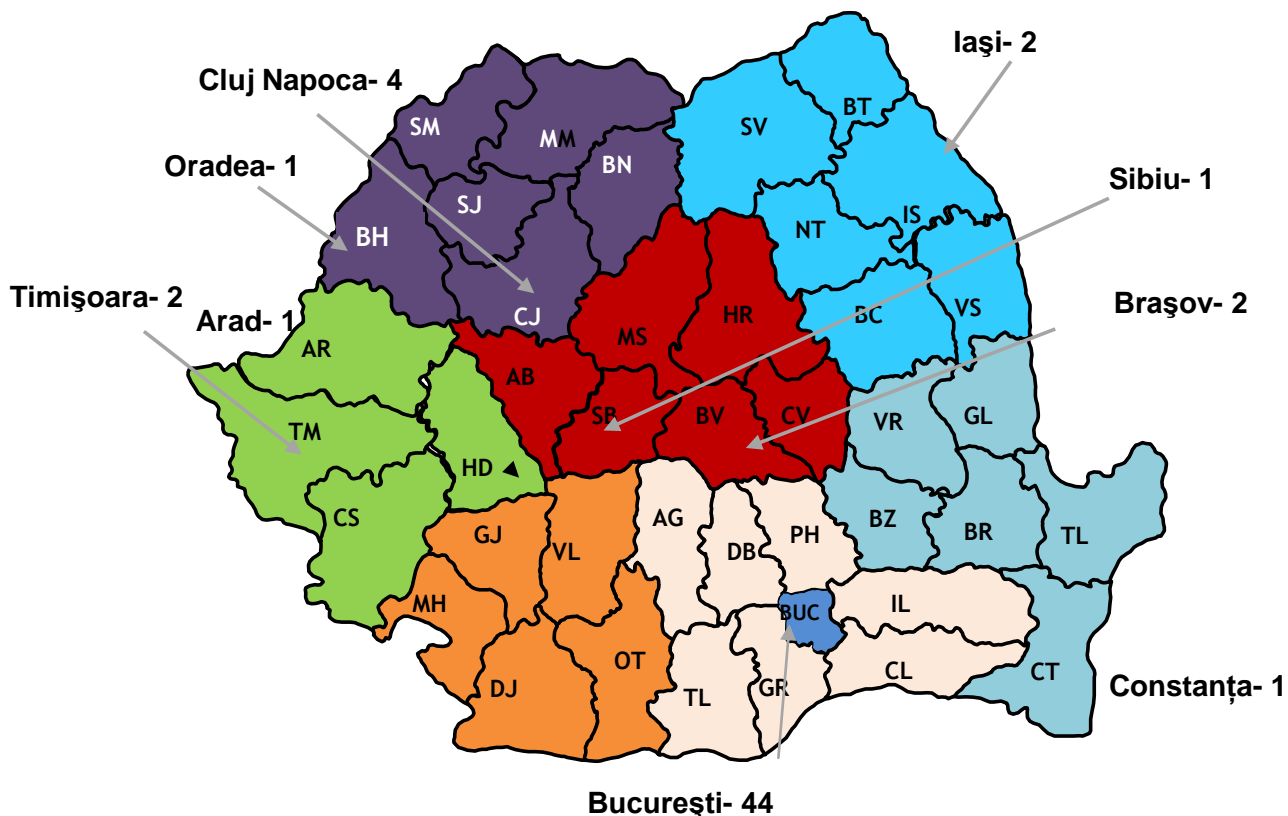 Iaşi- 2
Cluj Napoca- 4
BT
SM
SV
MM
Oradea- 1
BN
Sibiu- 1
SJ
IS
NT
BH
Timişoara- 2
Braşov- 2
Arad- 1
CJ
HR
BC
VS
MS
AR
AB
SB
BV
CV
VR
GL
TM
HD
CS
AG
PH
BZ
BR
TL
GJ
VL
DB
MH
BUC
IL
OT
DJ
TL
GR
CL
CT
Constanţa- 1
Bucureşti- 44